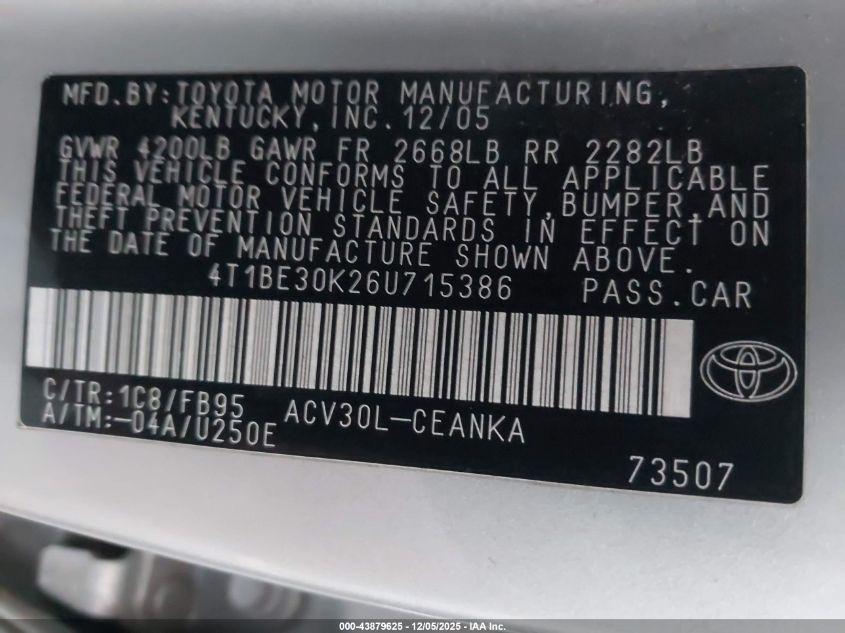 MFD.BY:TOYOTA MOTOR MANUFACTURING,
KENTUCKY,INC.12/05
GVWR 4200LB GAWR FR 2668LB RR 2282LB
THIS VEHICLE CONFORMS TO ALL APPLICABLE
FEDERAL MOTOR VEHICLE SAFETY,BUMPER,AND
THEFT PREVENTION STANDARDS IN EFFECT ON
THE DATE OF MANUFACTURE SHOWN ABOVE.
4T1BE30K26U715386 PASS.CAR
C/TR:1C8/FB95 ACV30L-CEANKA
A/TM:-04A/U250E
73507
000-43879625 - 12/05/2025 - IAA Inc.